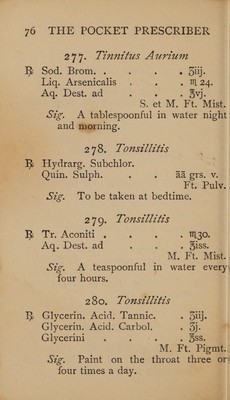 76 THE POCKET PRESCRIBER
277. Tinnitus Aurium
℞ Sod. Brom. . . . . ʒiij.
Liq. Arsenicalis . . . ♏ 24.
Aq. Dest. ad . . . ℥vj.
S. et M. Ft. Mist.
Sig. A tablespoonful in water night
and morning.
278. Tonsillitis
℞ Hydrarg. Subchlor.
Quin. Sulph. . . āā grs. v.
Ft. Pulv.
Sig. To be taken at bedtime.
279. Tonsillitis
℞ Tr. Aconiti . . . . ♏30.
Aq. Dest. ad . . . ℥iss.
M. Ft. Mist.
Sig. A teaspoonful in water every
four hours.
280. Tonsillitis
℞ Glycerin. Acid. Tannic. . ʒiij.
Glycerin. Acid. Carbol. . ʒj.
Glycerini . . . . ℥ss.
M. Ft. Pigmt.
Sig. Paint on the throat three or
four times a day.